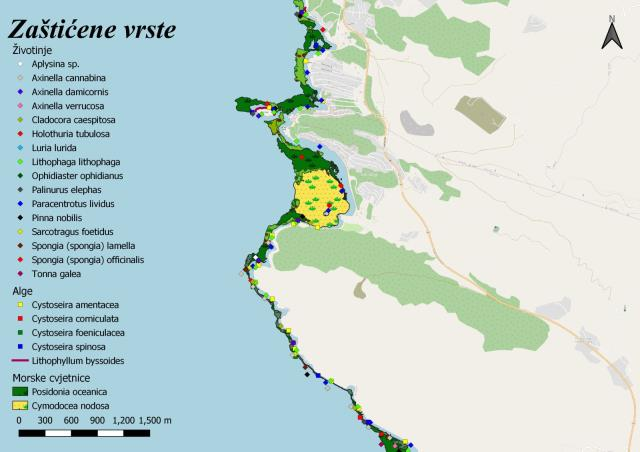 Zaštićene vrste
N
Životinje
Aplysina sp.
Axinella cannabina
Axinella damicornis
Axinella verrucosa
Cladocora caespitosa
Holothuria tubulosa
Luria lurida
Lithophaga lithophaga
Ophidiaster ophidianus
Palinurus elephas
Paracentrotus lividus
Pinna nobilis
Sarcotragus foetidus
Spongia (spongia) lamella
Spongia (spongia) officinalis
Tonna galea
Alge
Cystoseira amentacea
Cystoseira corniculata
Cystoseira foeniculacea
Cystoseira spinosa
Lithophyllum byssoides
Morske cvjetnice
Posidonia oceanica
Cymodocea nodosa
0 300 600 900 1,200 1,500 m